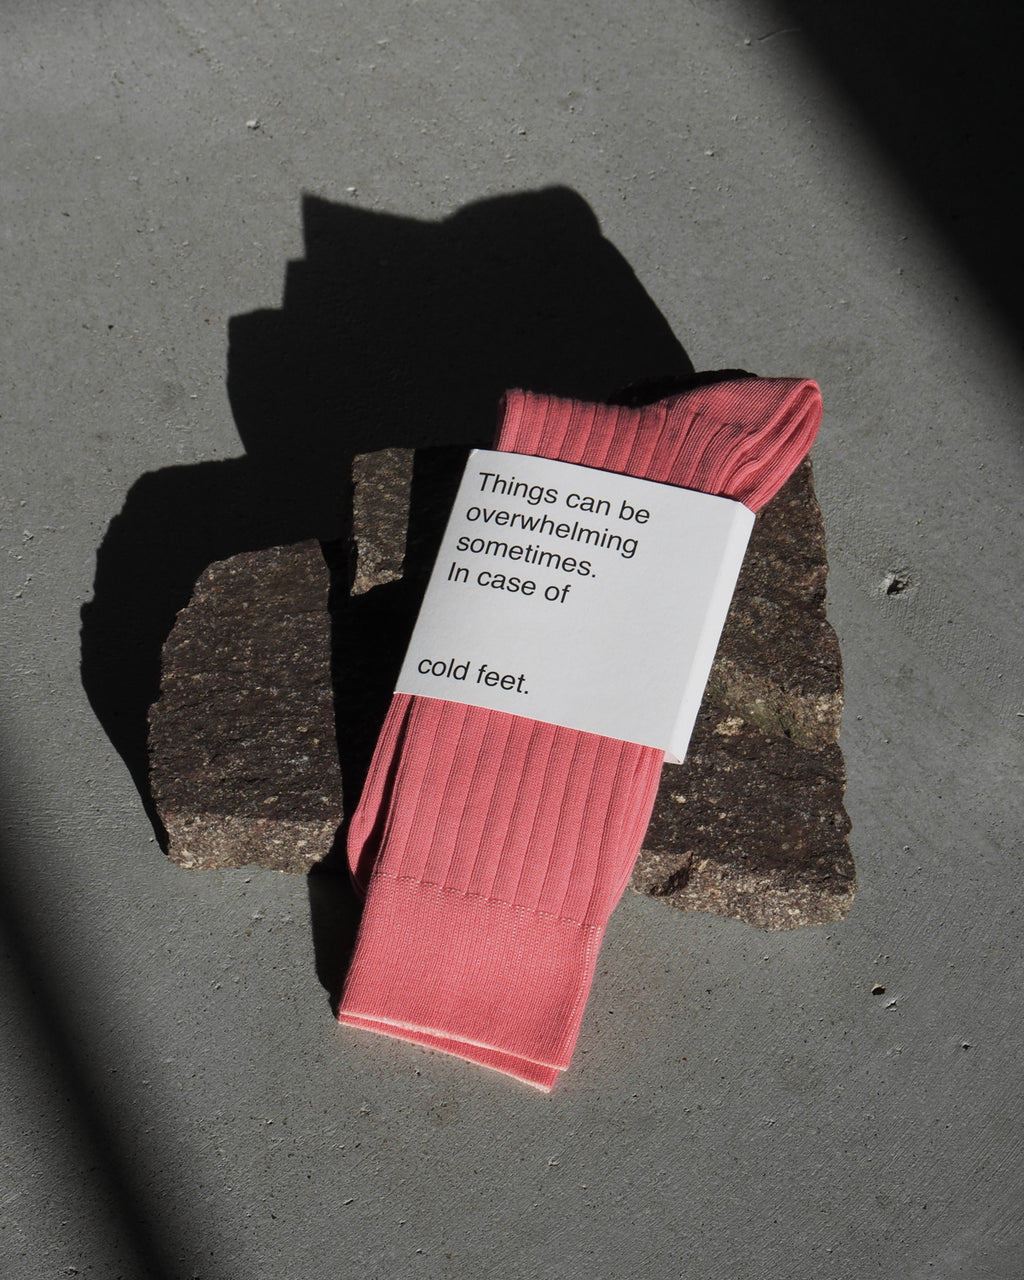 Things can be
overwhelming
sometimes.
In case of
cold feet.